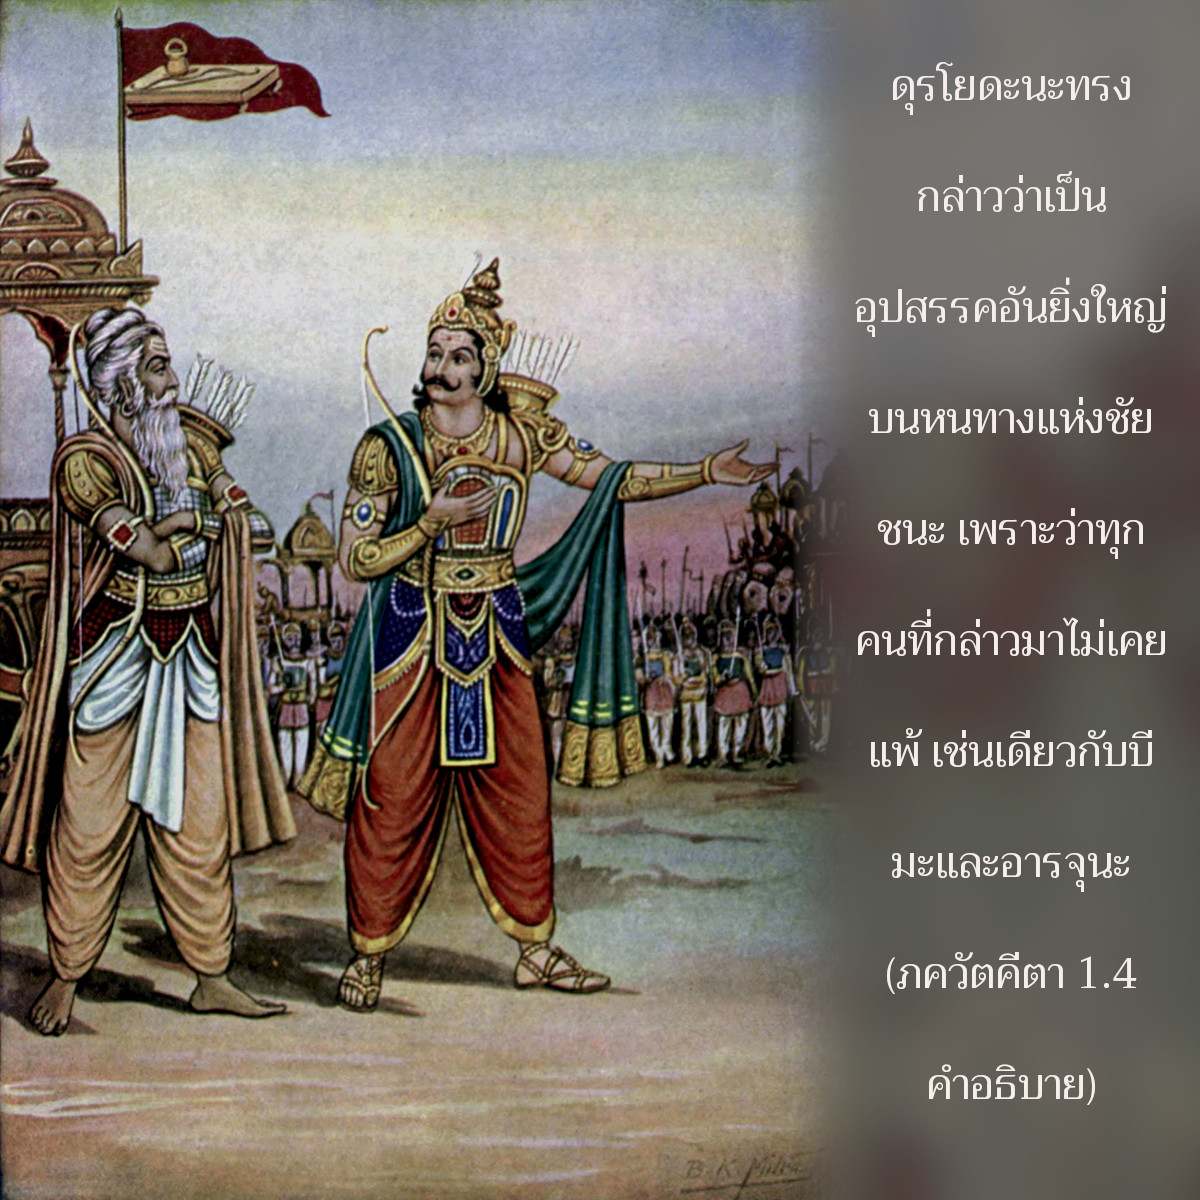 ดุรโยดะนะทรง
กล่าวว่าเป็น
อุปสรรคอันยิ่งใหญ่
บนหนทางแห่งชัย
ชนะ เพราะว่าทุก
คนที่กล่าวมาไม่เคย
แพ้ เช่นเดียวกับบี
มะและอารจุนะ
(ภควัตคีตา 1.4
คำอธิบาย)
B. K. Mitra